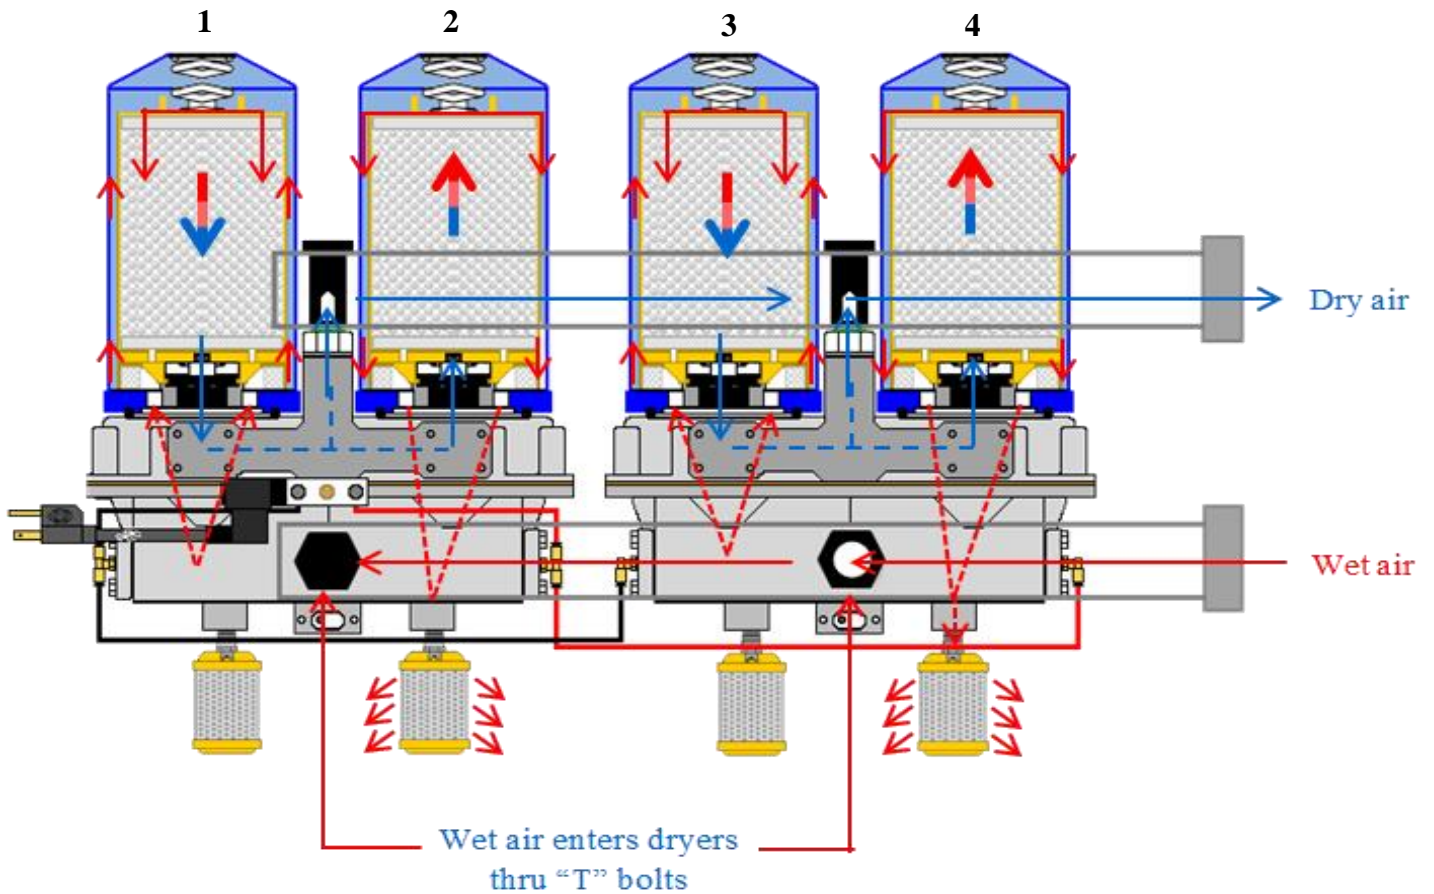 1 2 3 4
Dry air
Wet air
Wet air enters dryers
thru “T” bolts